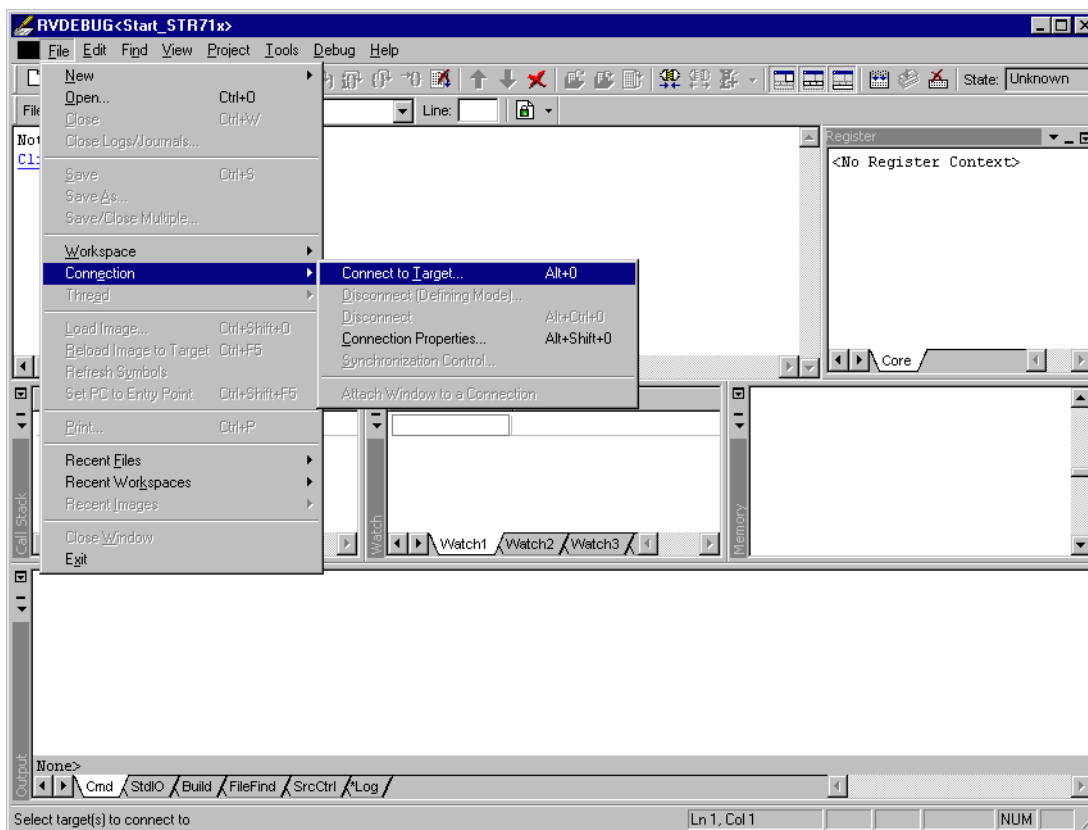 RVDEBUG<Start_STR71x>
File Edit Find View Project Tools Debug Help
State: Unknown
Line:
New
Open... Ctrl+O
Close Ctrl+W
Close Logs/Journals...
Save Ctrl+S
Save As...
Save/Close Multiple...
Workspace
Connection
Thread
Load Image... Ctrl+Shift+O
Reload Image to Target Ctrl+F5
Refresh Symbols
Set PC to Entry Point Ctrl+Shift+F5
Print... Ctrl+P
Recent Files
Recent Workspaces
Recent Images
Close Window
Exit
Connect to Target... Alt+0
Disconnect (Defining Mode)...
Disconnect Alt+Ctrl+0
Connection Properties... Alt+Shift+0
Synchronization Control...
Attach Window to a Connection
Register
<No Register Context>
Core
Call Stack
Watch
Watch1 Watch2 Watch3
Memory
Output
None>
Cmd StdIO Build FileFind SrcCtrl *Log
Select target(s) to connect to
Ln 1, Col 1
NUM